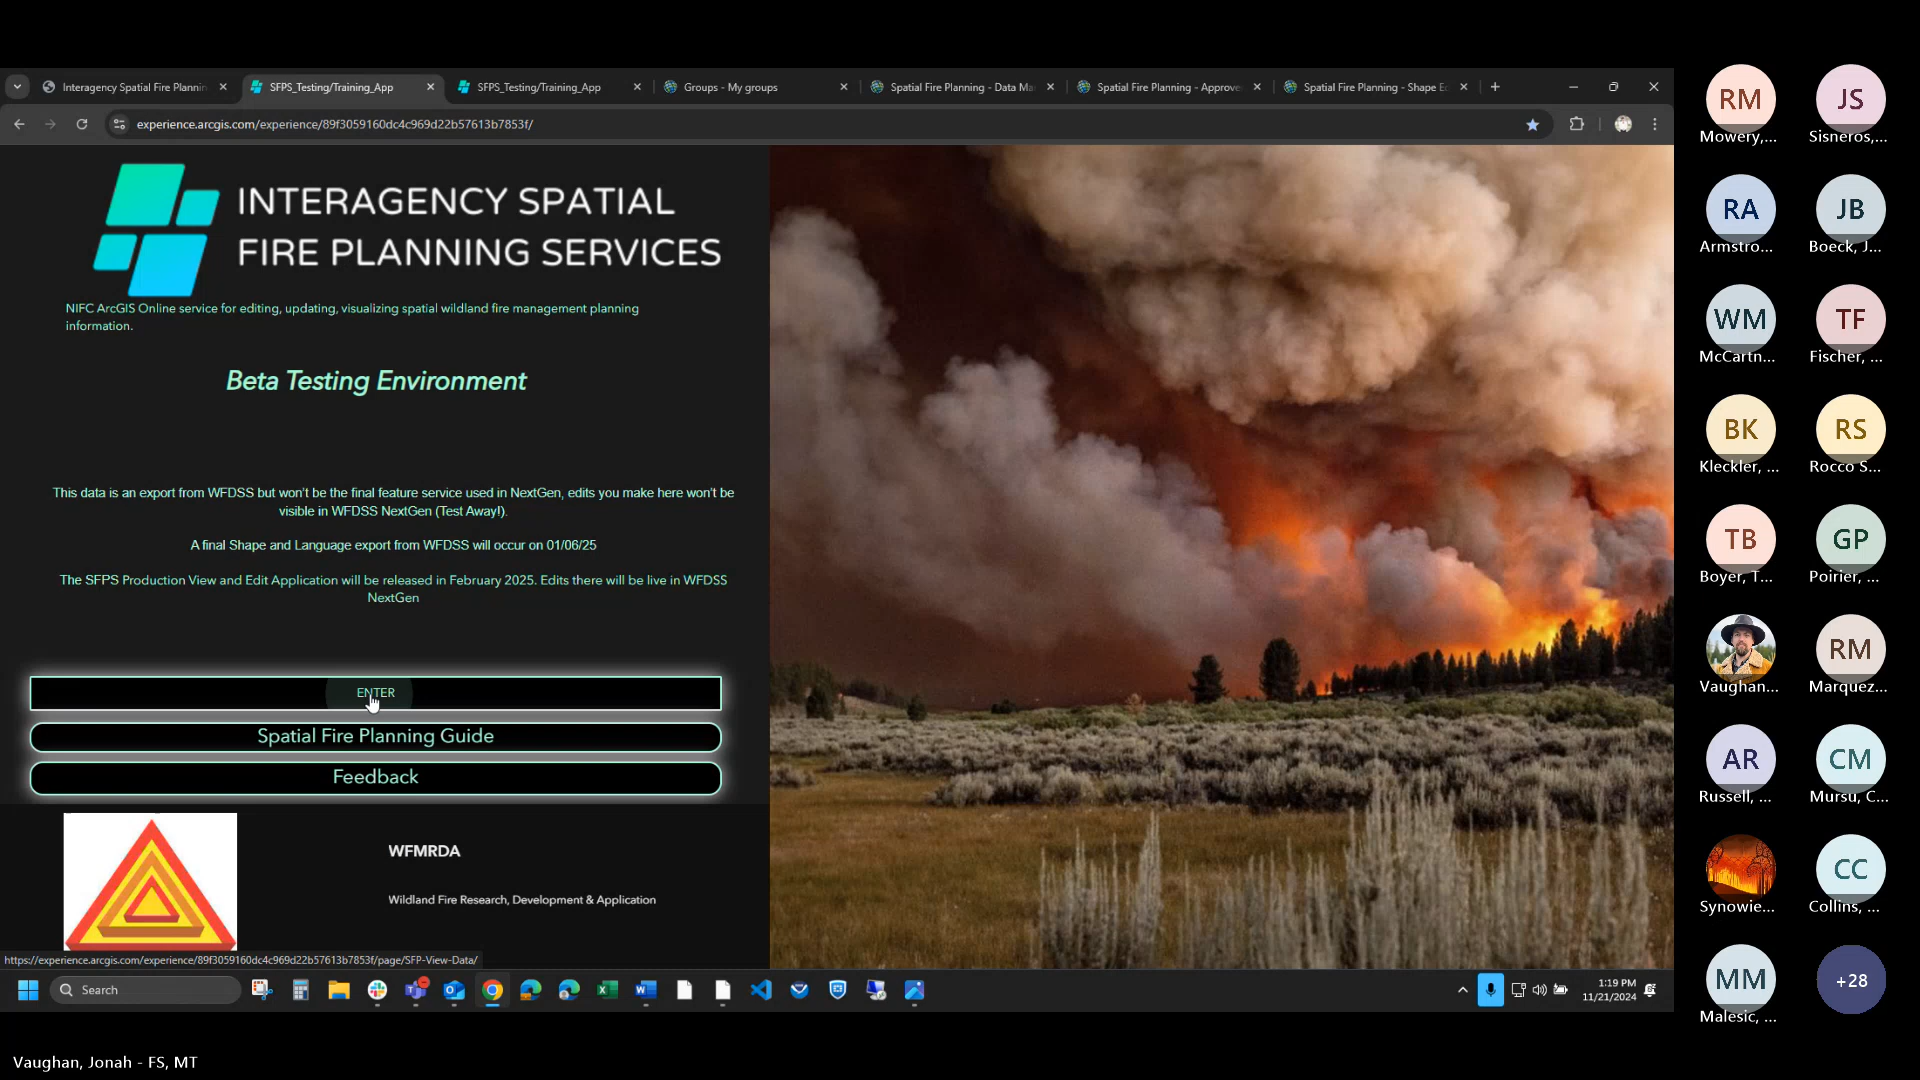 Interagency Spatial Fire Plannin
SFPS_Testing/Training_App
SFPS_Testing/Training_App
Groups - My groups
Spatial Fire Planning - Data Ma
Spatial Fire Planning - Approve
Spatial Fire Planning - Shape Ec
experience.arcgis.com/experience/89f3059160dc4c969d22b57613b7853f/
INTERAGENCY SPATIAL
FIRE PLANNING SERVICES
NIFC ArcGIS Online service for editing, updating, visualizing spatial wildland fire management planning
information.
Beta Testing Environment
This data is an export from WFDSS but won't be the final feature service used in NextGen, edits you make here won't be
visible in WFDSS NextGen (Test Away!).
A final Shape and Language export from WFDSS will occur on 01/06/25
The SFPS Production View and Edit Application will be released in February 2025. Edits there will be live in WFDSS
NextGen
ENTER
Spatial Fire Planning Guide
Feedback
WFMRDA
Wildland Fire Research, Development & Application
https://experience.arcgis.com/experience/89f3059160dc4c969d22b57613b7853f/page/SFP-View-Data/
Search
1:19 PM
11/21/2024
RM
Mowery,...
JS
Sisneros,...
RA
Armstro...
JB
Boeck, J...
WM
McCartn...
TF
Fischer, ...
BK
Kleckler, ...
RS
Rocco S...
TB
Boyer, T...
GP
Poirier, ...
Vaughan...
RM
Marquez...
AR
Russell, ...
CM
Mursu, C...
Synowie...
CC
Collins, ...
MM
Malesic, ...
+28
Vaughan, Jonah - FS, MT